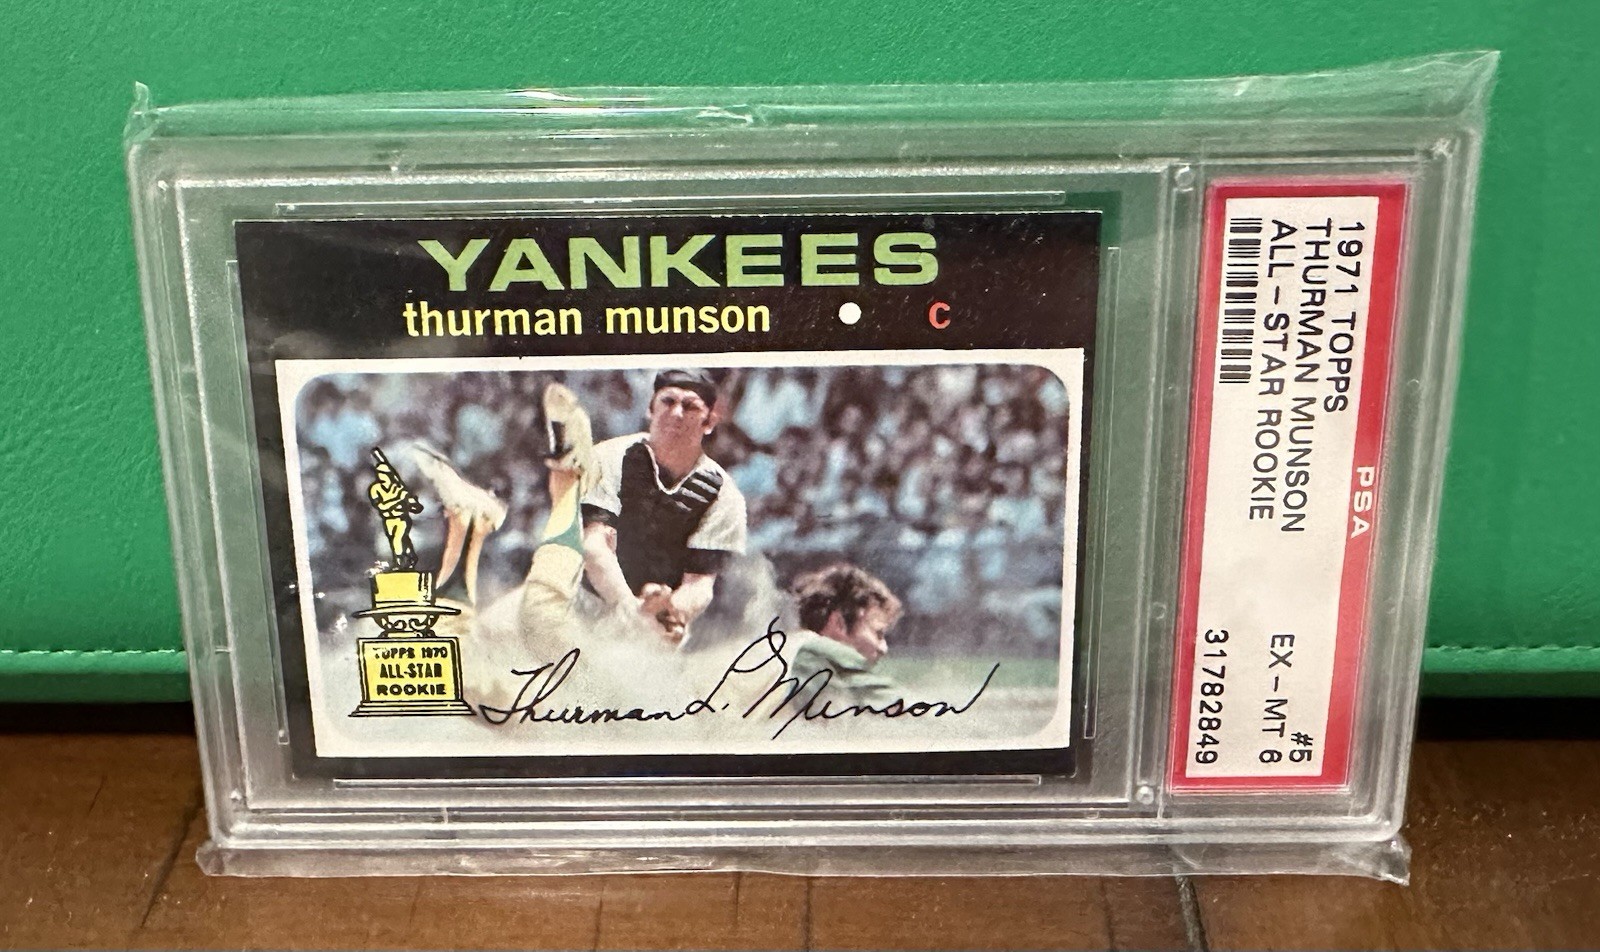 YANKEES
thurman munson • c
TOPPS 1970
ALL-STAR
ROOKIE
Thurman L. Munson
PSA
1971 TOPPS #5
THURMAN MUNSON EX-MT 6
ALL-STAR ROOKIE
31782849